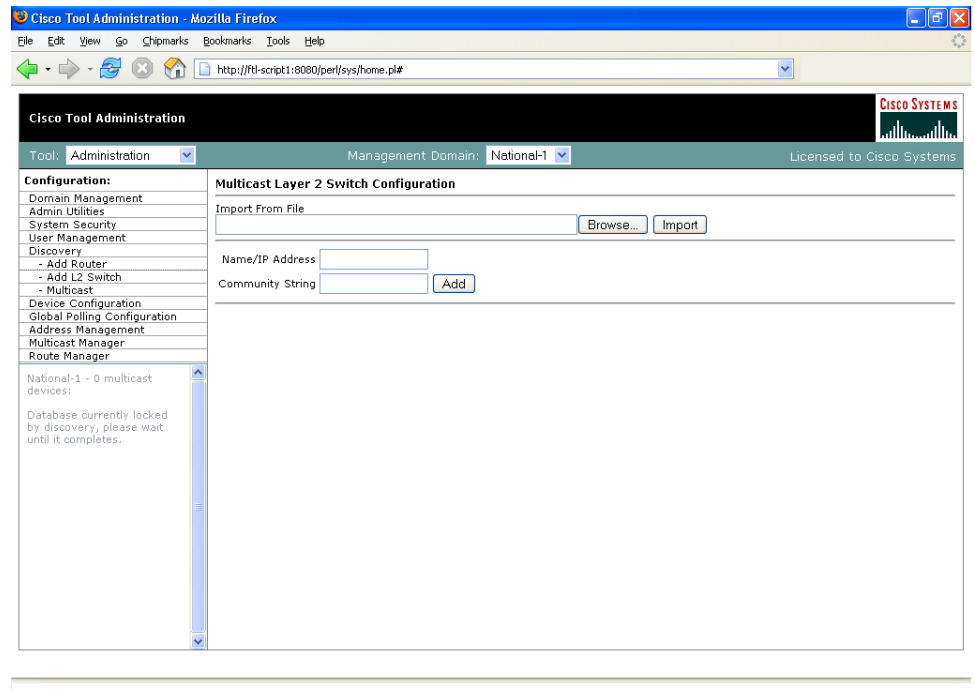 Cisco Tool Administration - Mozilla Firefox
File Edit View Go Chipmarks Bookmarks Tools Help
http://ftl-script1:8080/perl/sys/home.pl#
Cisco Tool Administration
CISCO SYSTEMS
Tool: Administration
Management Domain: National-1
Licensed to Cisco Systems
Configuration:
Domain Management
Admin Utilities
System Security
User Management
Discovery
- Add Router
- Add L2 Switch
- Multicast
Device Configuration
Global Polling Configuration
Address Management
Multicast Manager
Route Manager
National-1 - 0 multicast
devices:
Database currently locked
by discovery, please wait
until it completes.
Multicast Layer 2 Switch Configuration
Import From File
Browse... Import
Name/IP Address
Community String Add